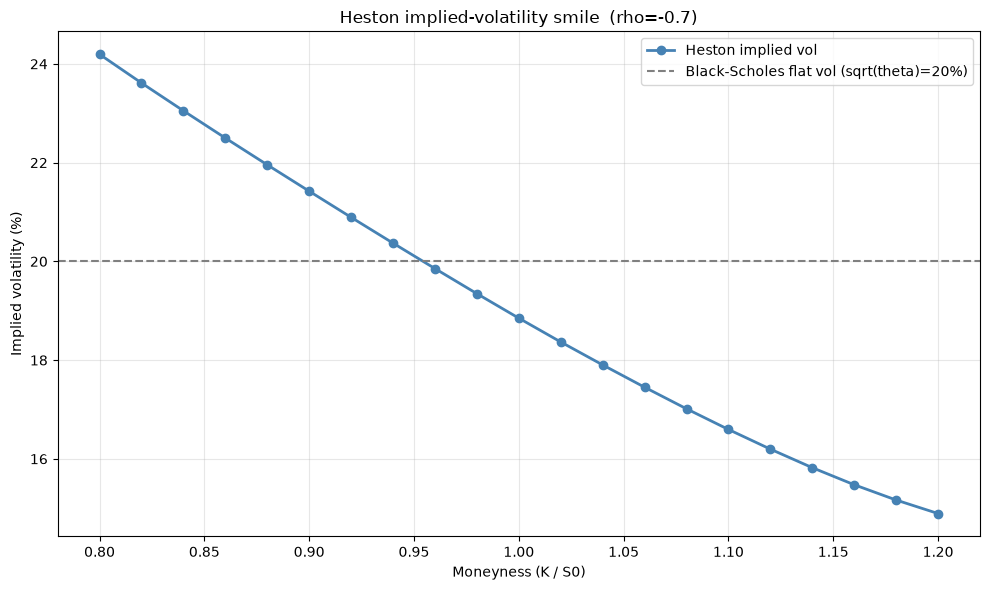 Heston implied-volatility smile  (rho=-0.7)
Heston implied vol
Black-Scholes flat vol (sqrt(theta)=20%)
Implied volatility (%)
24
22
20
18
16
0.80 0.85 0.90 0.95 1.00 1.05 1.10 1.15 1.20
Moneyness (K / S0)